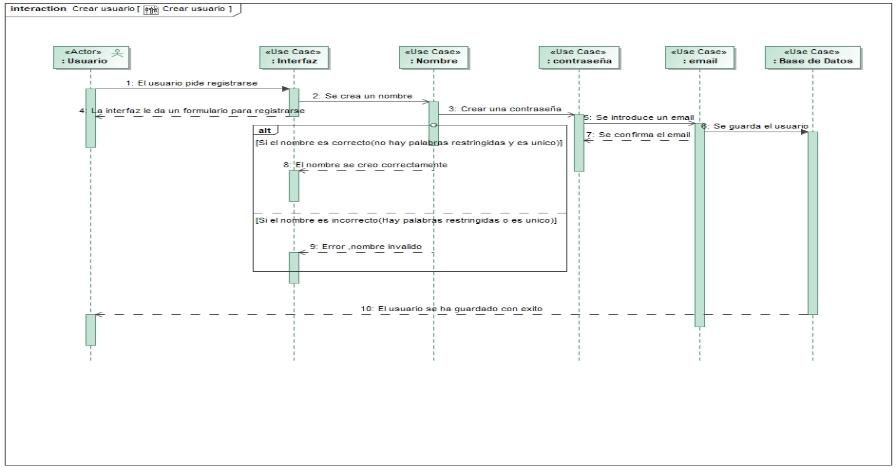 interaction Crear usuario [ Crear usuario ]
«Actor»
: Usuario
«Use Case»
: Interfaz
«Use Case»
: Nombre
«Use Case»
: contraseña
«Use Case»
: email
«Use Case»
: Base de Datos
1: El usuario pide registrarse
2: Se crea un nombre
3: Crear una contraseña
4: La interfaz le da un formulario para registrarse
5: Se introduce un email
6: Se guarda el usuario
7: Se confirma el email
alt
[Si el nombre es correcto(no hay palabras restringidas y es unico)]
8: El nombre se creo correctamente
[Si el nombre es incorrecto(Hay palabras restringidas o es unico)]
9: Error ,nombre invalido
10: El usuario se ha guardado con exito